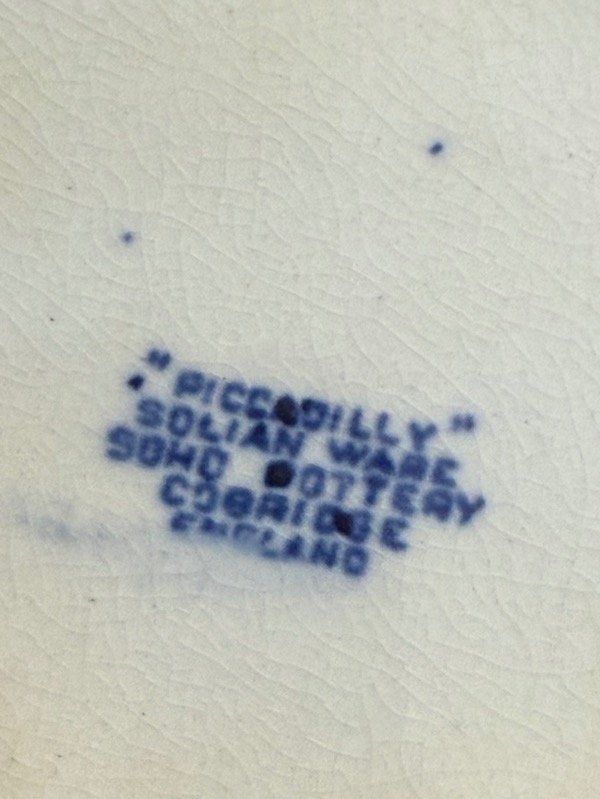 "PICCADILLY"
SOLIAN WARE
SOHO POTTERY
COBRIDGE
ENGLAND